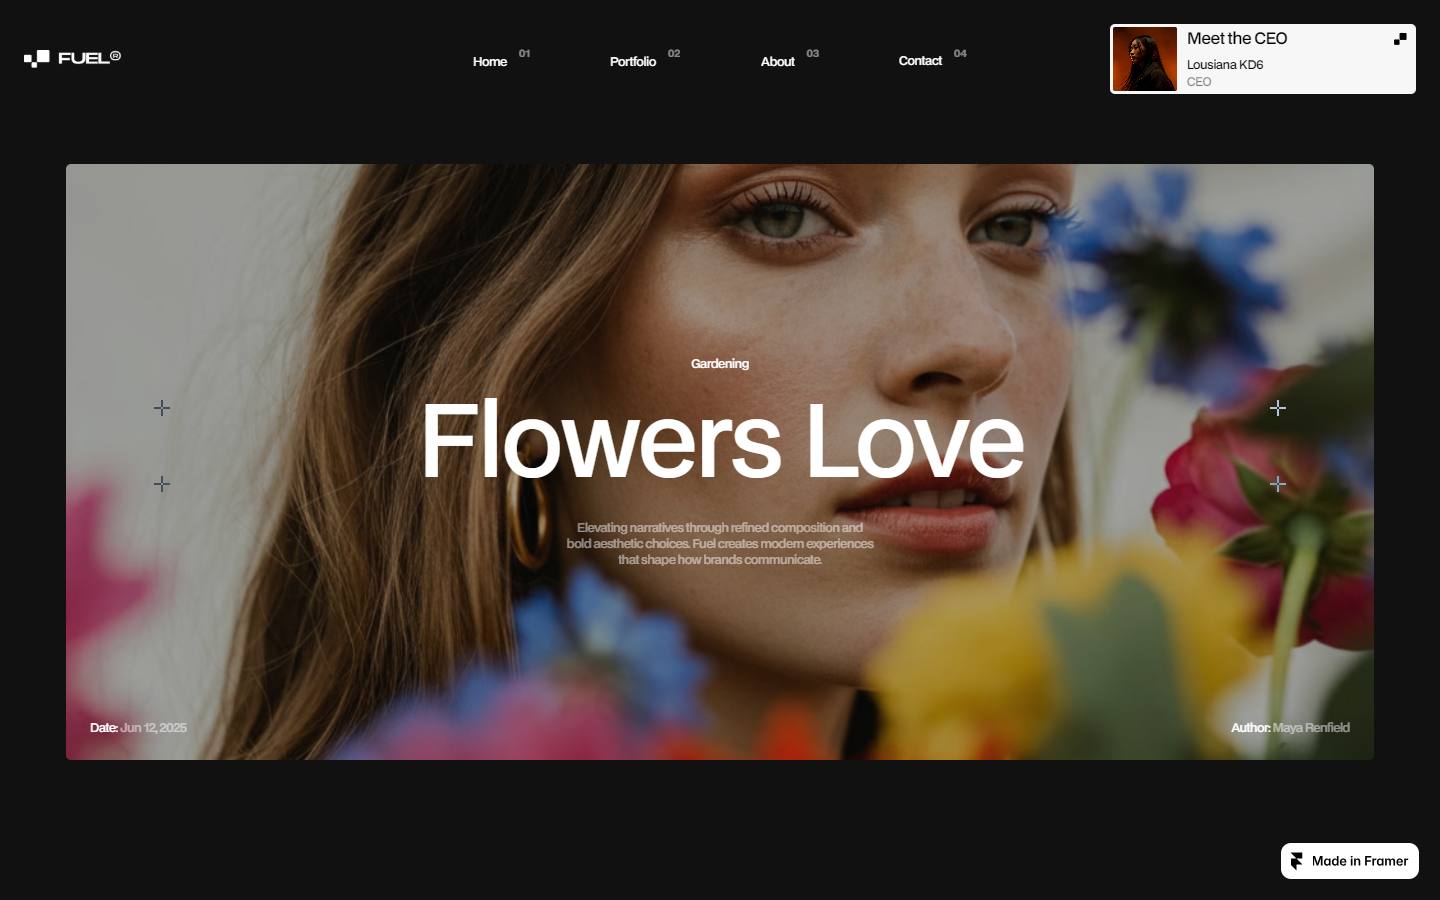 FUEL®
Home 01
Portfolio 02
About 03
Contact 04
Meet the CEO
Lousiana KD6
CEO
Gardening
Flowers Love
Elevating narratives through refined composition and
bold aesthetic choices. Fuel creates modern experiences
that shape how brands communicate.
Date: Jun 12, 2025
Author: Maya Renfield
Made in Framer